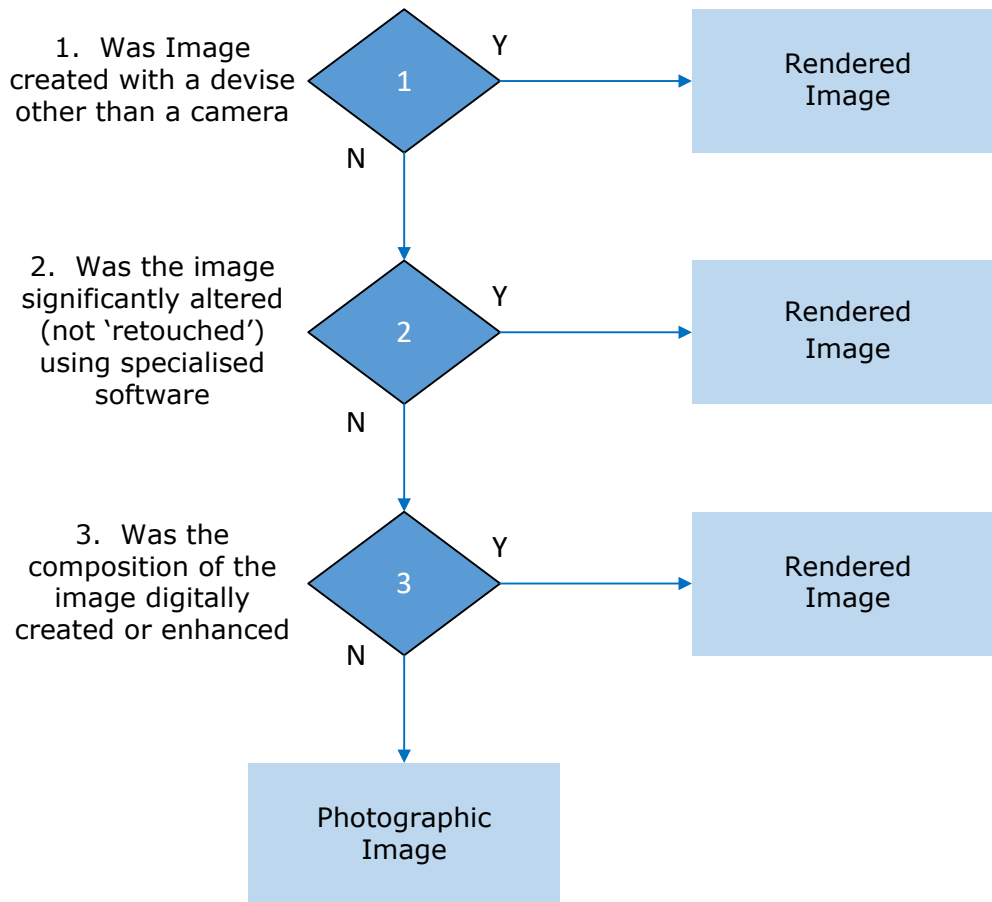 1. Was Image
created with a devise
other than a camera
1
Y
N
Rendered
Image
2. Was the image
significantly altered
(not ‘retouched’)
using specialised
software
2
Y
N
Rendered
Image
3. Was the
composition of the
image digitally
created or enhanced
3
Y
N
Rendered
Image
Photographic
Image